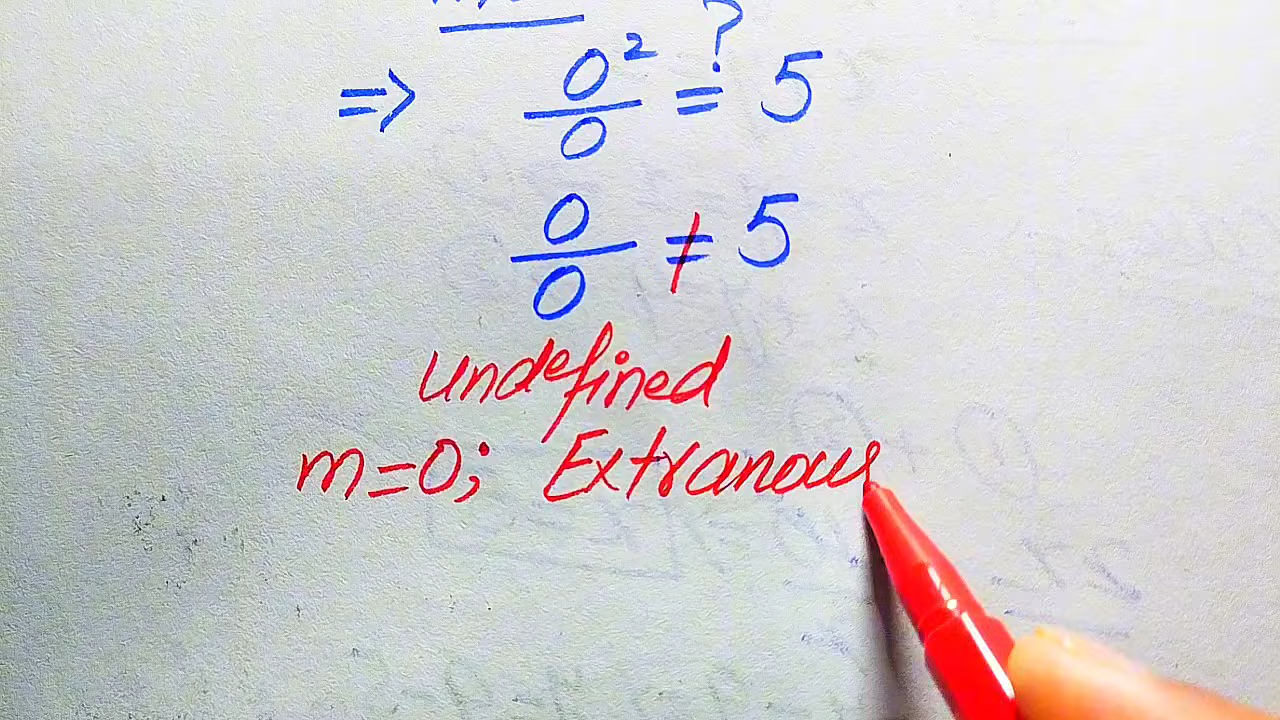 => 0²/0 =? 5
0/0 ≠ 5
Undefined
m=0; Extranous